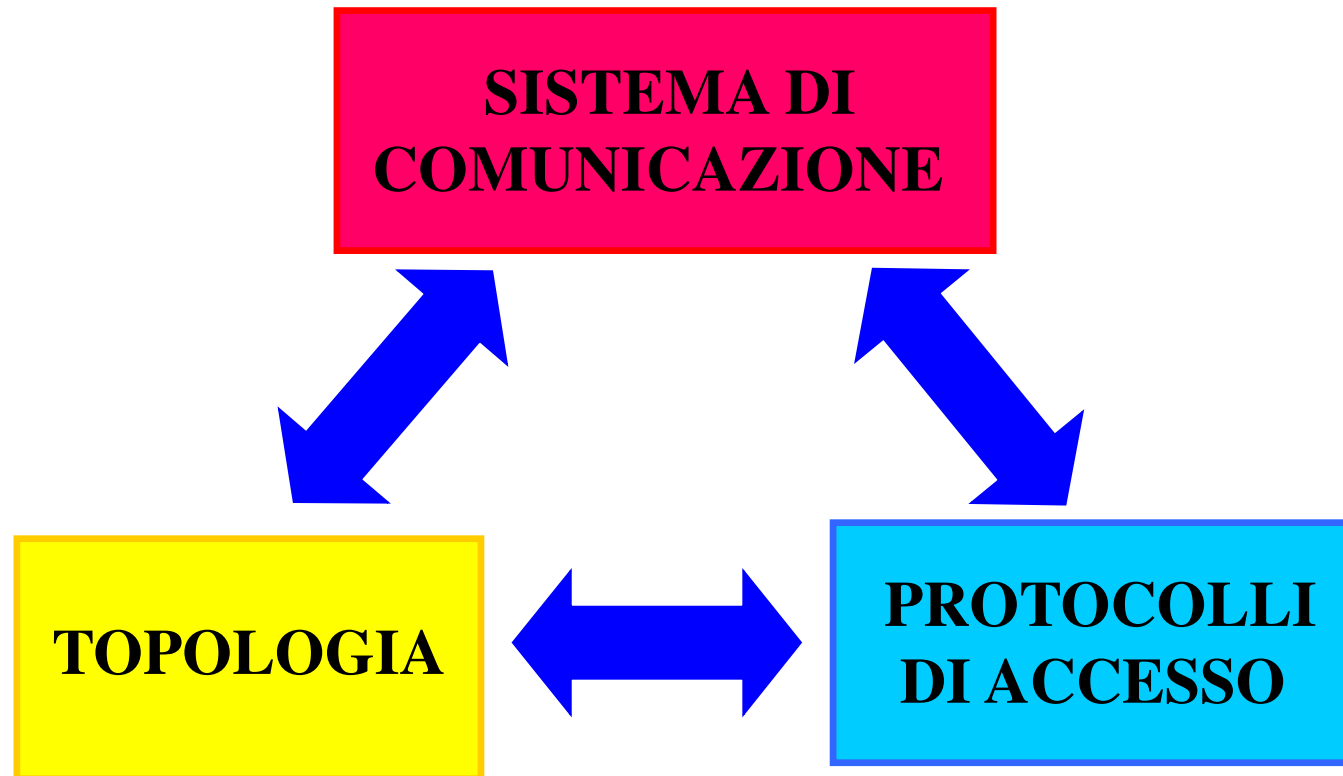 SISTEMA DI
COMUNICAZIONE
TOPOLOGIA
PROTOCOLLI
DI ACCESSO